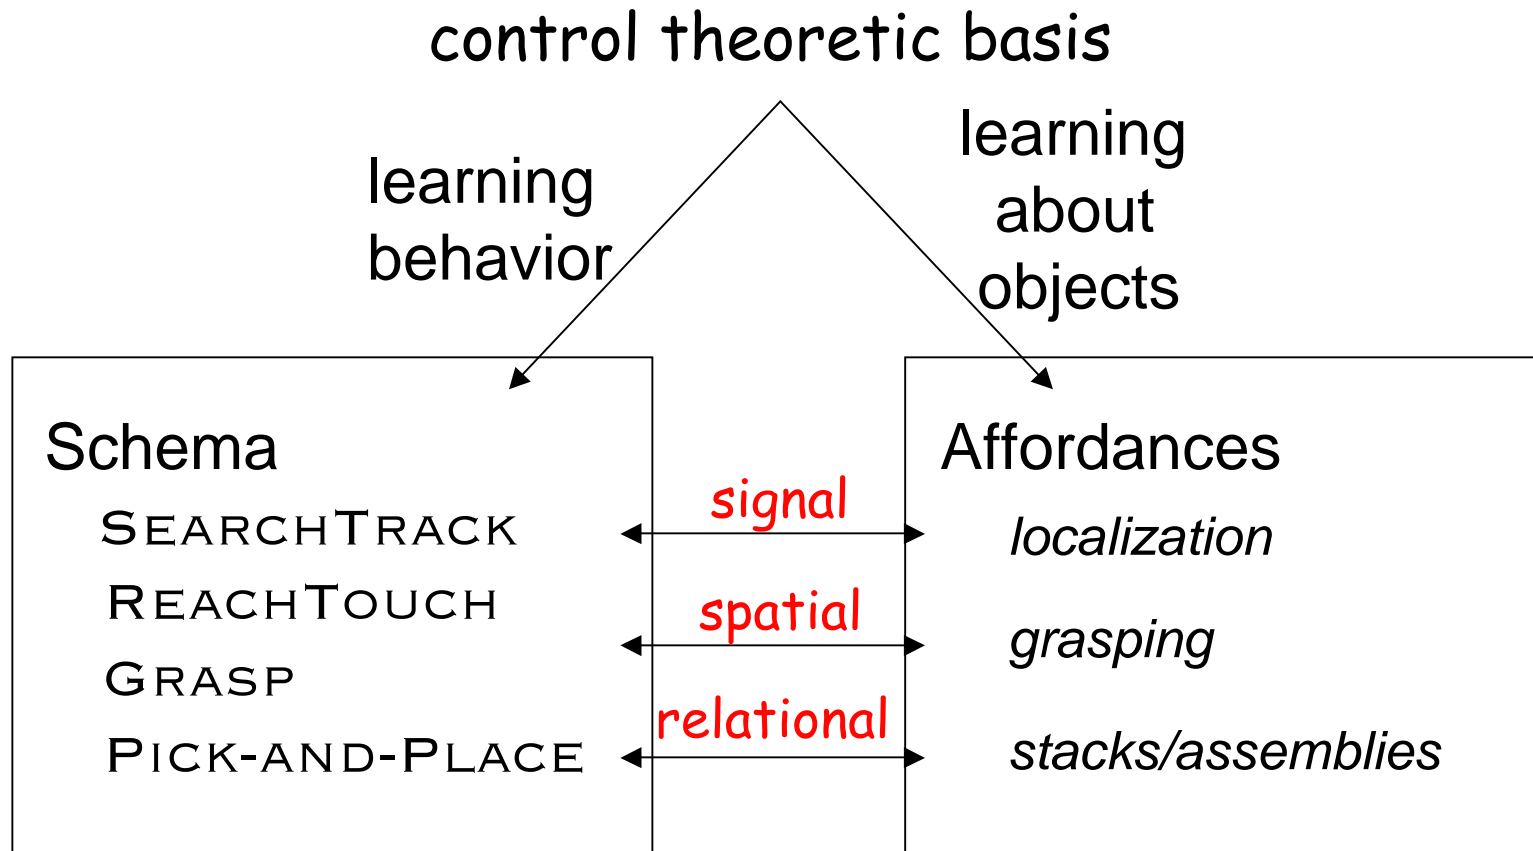 control theoretic basis
learning
behavior
learning
about
objects
Schema
SEARCHTRACK
REACHTOUCH
GRASP
PICK-AND-PLACE
signal
spatial
relational
Affordances
localization
grasping
stacks/assemblies